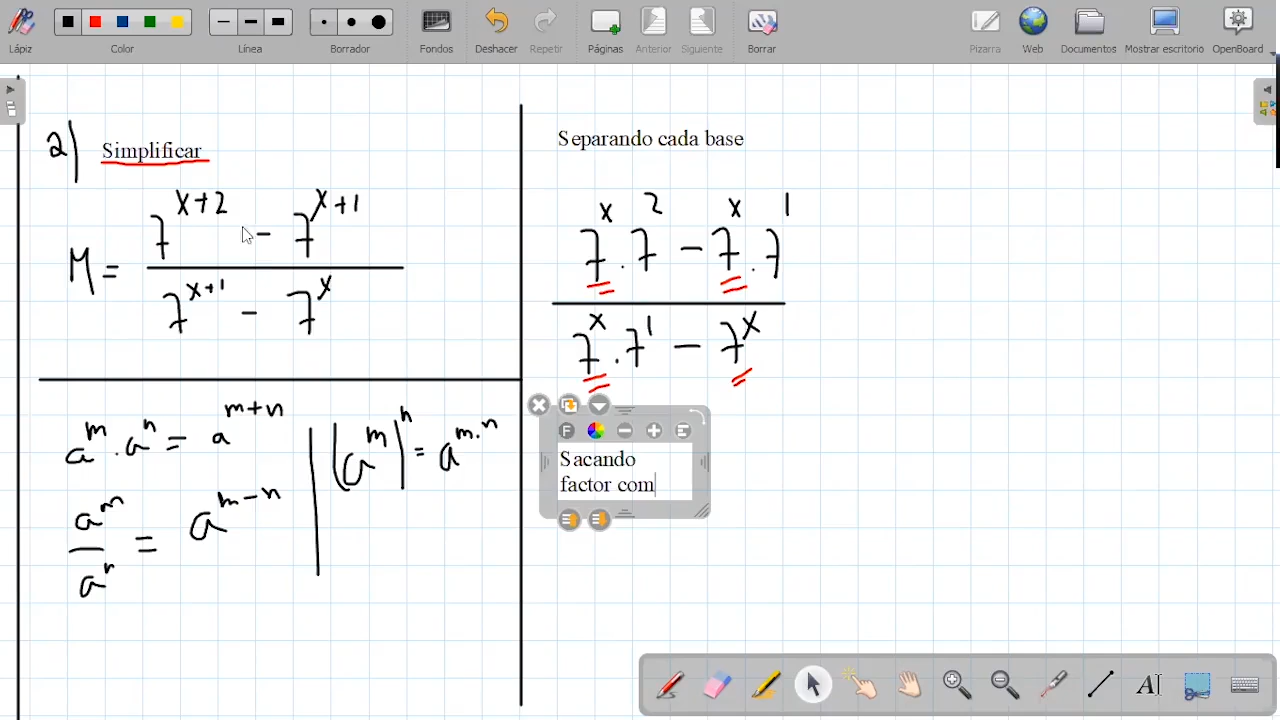 Lápiz
Color
Línea
Borrador
Fondos
Deshacer
Repetir
Páginas
Anterior
Siguiente
Borrar
Pizarra
Web
Documentos
Mostrar escritorio
OpenBoard
2) Simplificar
M = (7^(x+2) - 7^(x+1)) / (7^(x+1) - 7^x)
a^m . a^n = a^(m+n)
(a^m)^n = a^(m.n)
a^m / a^n = a^(m-n)
Separando cada base
(7^x . 7^2 - 7^x . 7^1) / (7^x . 7^1 - 7^x)
F
Sacando
factor com
AI